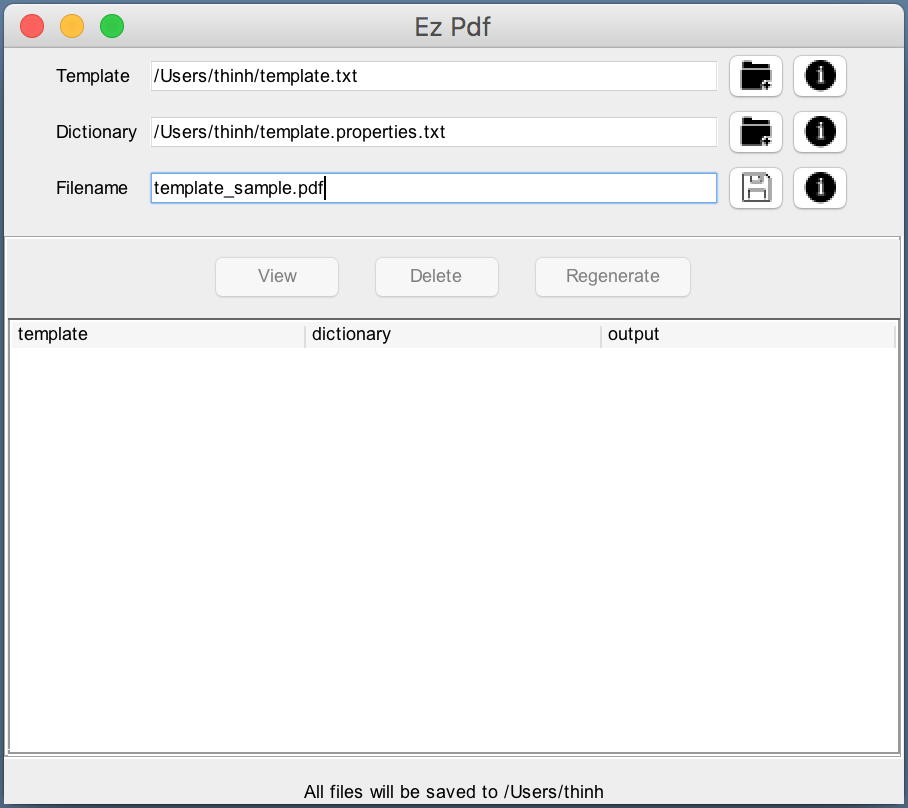 Ez Pdf
Template /Users/thinh/template.txt
Dictionary /Users/thinh/template.properties.txt
Filename template_sample.pdf
View Delete Regenerate
template dictionary output
All files will be saved to /Users/thinh